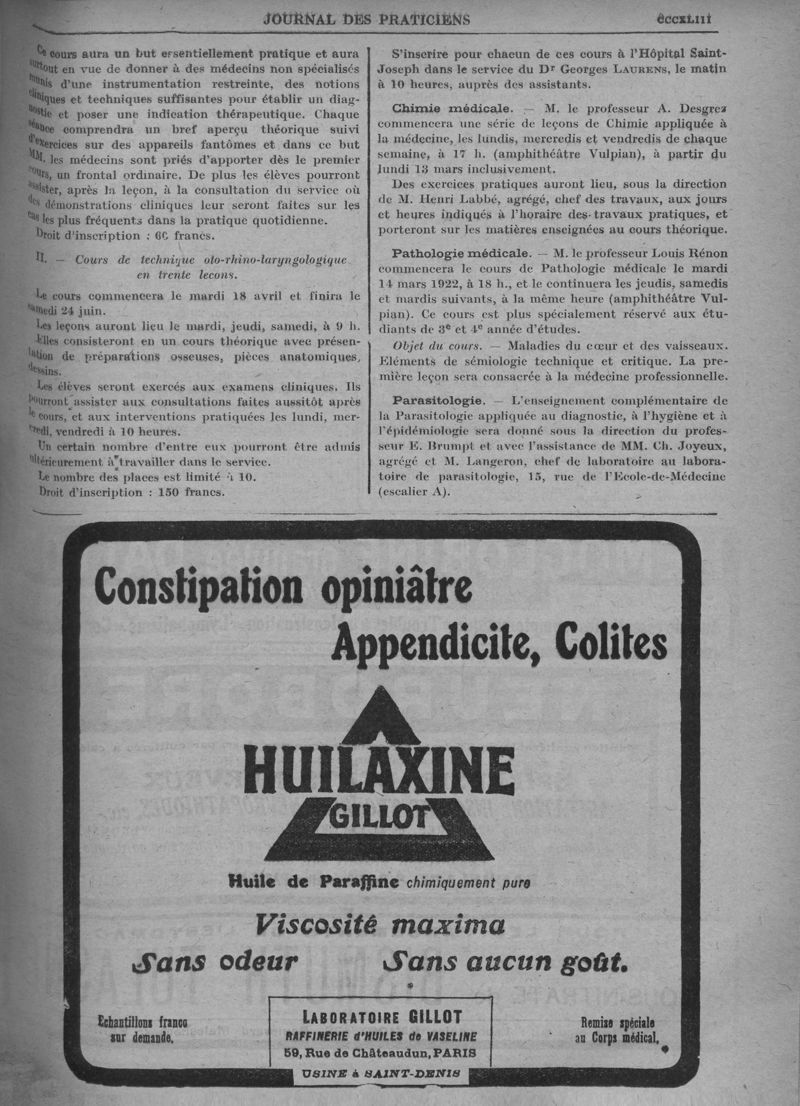 JOURNAL DES PRATICIENS
Ce cours aura un but essentiellement pratique et aura
surtout en vue de donner à des médecins non spécialisés
munis d'une instrumentation restreinte, des notions
cliniques et techniques suffisantes pour établir un diag-
nostic et poser une indication thérapeutique. Chaque
séance comprendra un bref aperçu théorique suivi
d'exercices sur des appareils fantômes et dans ce but
MM. les médecins sont priés d'apporter dès le premier
cours, un frontal ordinaire. De plus les élèves pourront
assister, après la leçon, à la consultation du service où
des démonstrations cliniques leur seront faites sur les
cas les plus fréquents dans la pratique quotidienne.
Droit d'inscription : 60 francs.
II. — Cours de technique oto-rhino-laryngologique
en trente leçons.
Le cours commencera le mardi 18 avril et finira le
samedi 24 juin.
Les leçons auront lieu le mardi, jeudi, samedi, à 9 h.
Elles consisteront en un cours théorique avec présen-
tation de préparations osseuses, pièces anatomiques,
dessins.
Les élèves seront exercés aux examens cliniques. Ils
pourront assister aux consultations faites aussitôt après
le cours, et aux interventions pratiquées les lundi, mer-
credi, vendredi à 10 heures.
Un certain nombre d'entre eux pourront être admis
ultérieurement à travailler dans le service.
Le nombre des places est limité à 10.
Droit d'inscription : 150 francs.
S'inscrire pour chacun de ces cours à l'Hôpital Saint-
Joseph dans le service du Dr Georges LAURENS, le matin
à 10 heures, auprès des assistants.
Chimie médicale. — M. le professeur A. Desgrez
commencera une série de leçons de Chimie appliquée à
la médecine, les lundis, mercredis et vendredis de chaque
semaine, à 17 h. (amphithéâtre Vulpian), à partir du
lundi 13 mars inclusivement.
Des exercices pratiques auront lieu, sous la direction
de M. Henri Labbé, agrégé, chef des travaux, aux jours
et heures indiqués à l'horaire des travaux pratiques, et
porteront sur les matières enseignées au cours théorique.
Pathologie médicale. — M. le professeur Louis Rénon
commencera le cours de Pathologie médicale le mardi
14 mars 1922, à 18 h., et le continuera les jeudis, samedis
et mardis suivants, à la même heure (amphithéâtre Vul-
pian). Ce cours est plus spécialement réservé aux étu-
diants de 3e et 4e année d'études.
Objet du cours. — Maladies du cœur et des vaisseaux.
Eléments de sémiologie technique et critique. La pre-
mière leçon sera consacrée à la médecine professionnelle.
Parasitologie. — L'enseignement complémentaire de
la Parasitologie appliquée au diagnostic, à l'hygiène et à
l'épidémiologie sera donné sous la direction du profes-
seur E. Brumpt et avec l'assistance de MM. Ch. Joyeux,
agrégé et M. Langeron, chef de laboratoire au labora-
toire de parasitologie, 15, rue de l'Ecole-de-Médecine
(escalier A).
Constipation opiniâtre
Appendicite, Colites
HUILAXINE
GILLOT
Huile de Paraffine chimiquement pure
Viscosité maxima
Sans odeur Sans aucun goût.
Echantillons franco
sur demande.
LABORATOIRE GILLOT
RAFFINERIE d'HUILES de VASELINE
59, Rue de Châteaudun, PARIS
USINE à SAINT-DENIS
Remise spéciale
au Corps médical.